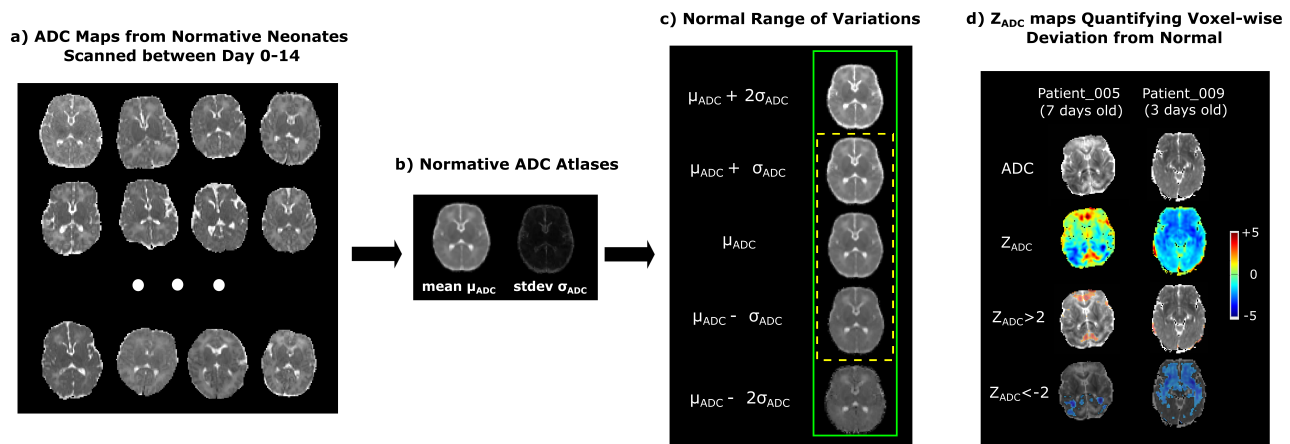 a) ADC Maps from Normative Neonates
Scanned between Day 0-14
b) Normative ADC Atlases
mean μADC
stdev σADC
c) Normal Range of Variations
μADC + 2σADC
μADC + σADC
μADC
μADC - σADC
μADC - 2σADC
d) ZADC maps Quantifying Voxel-wise
Deviation from Normal
Patient_005
(7 days old)
Patient_009
(3 days old)
ADC
ZADC
ZADC>2
ZADC<-2
+5
0
-5